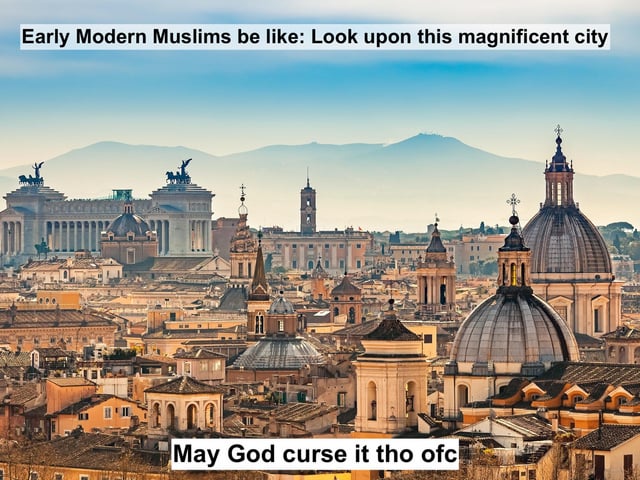 Early Modern Muslims be like: Look upon this magnificent city
May God curse it tho ofc